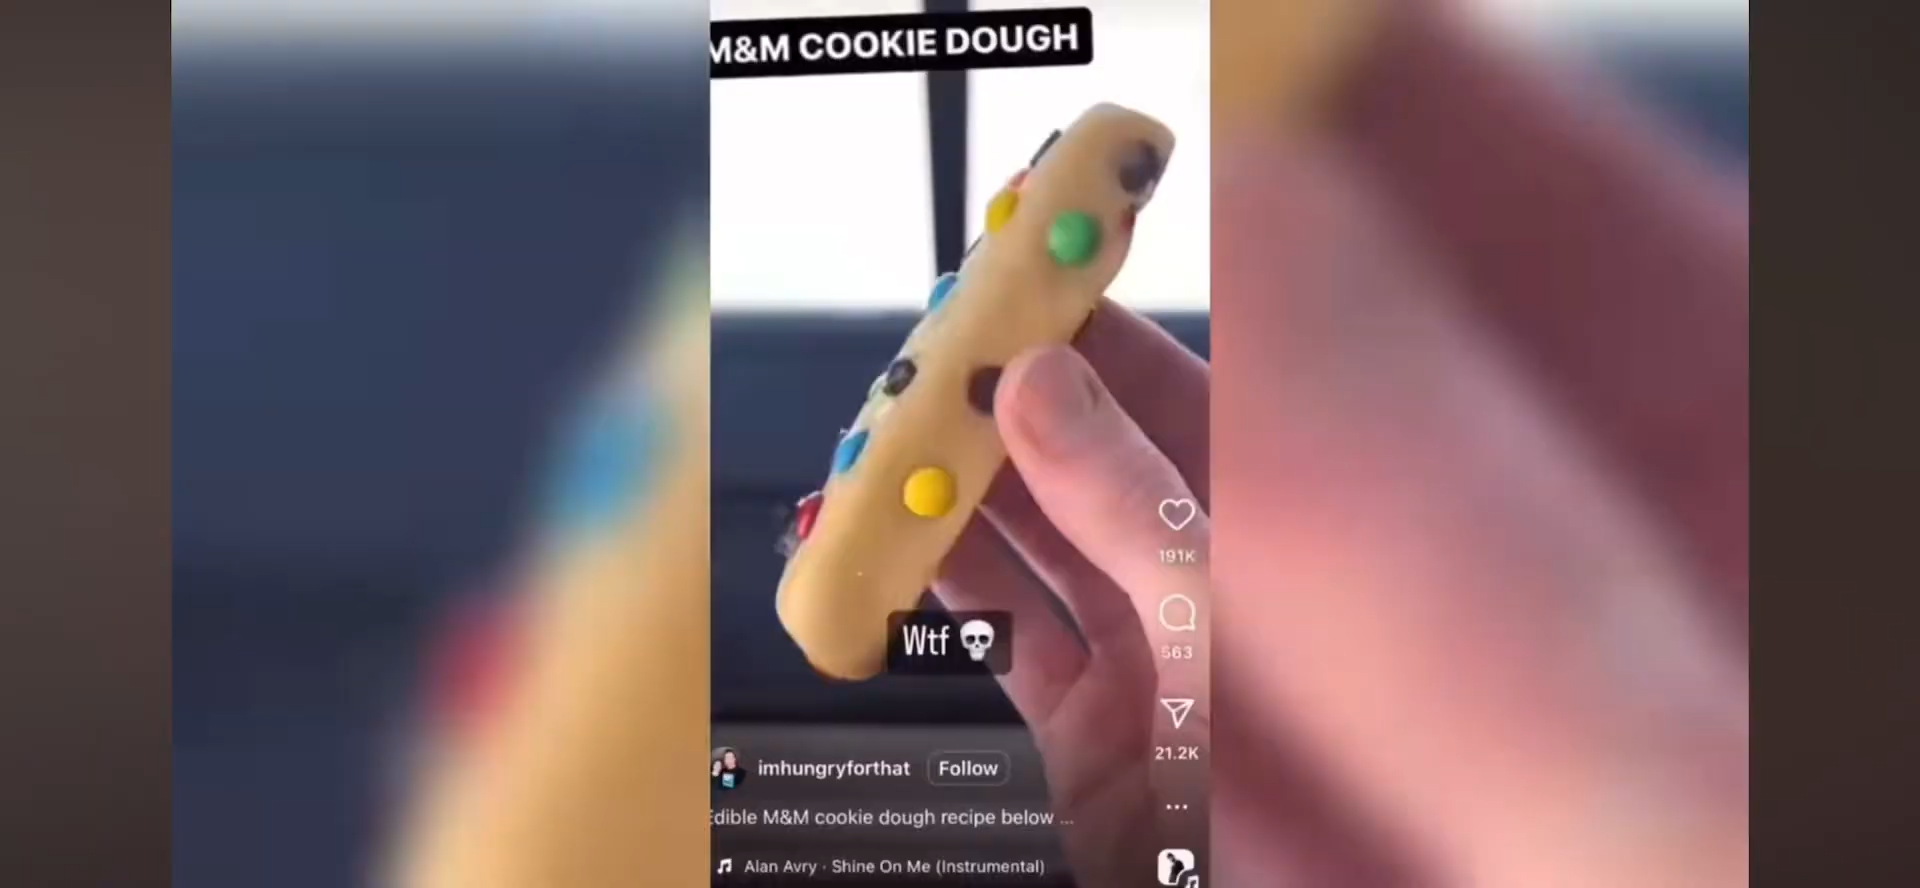 M&M COOKIE DOUGH
Wtf 💀
191K
563
21.2K
imhungryforthat
Follow
Edible M&M cookie dough recipe below ...
Alan Avry · Shine On Me (Instrumental)